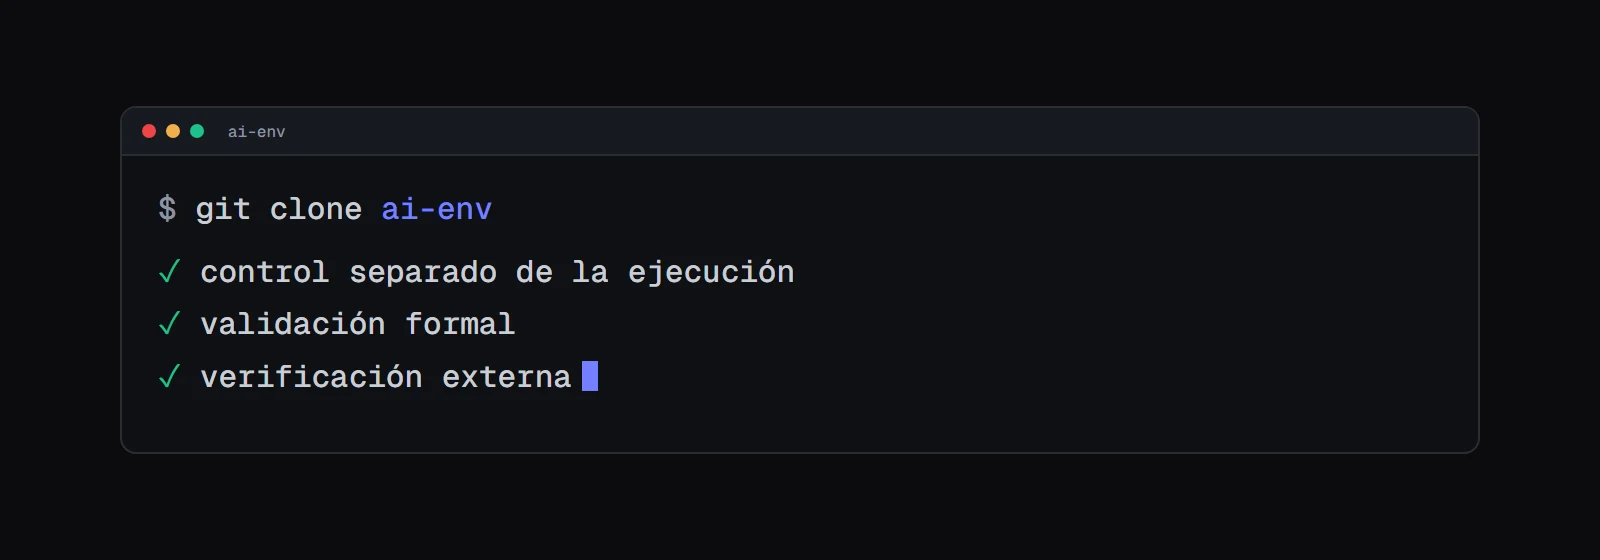 ai-env
$ git clone ai-env
✓ control separado de la ejecución
✓ validación formal
✓ verificación externa